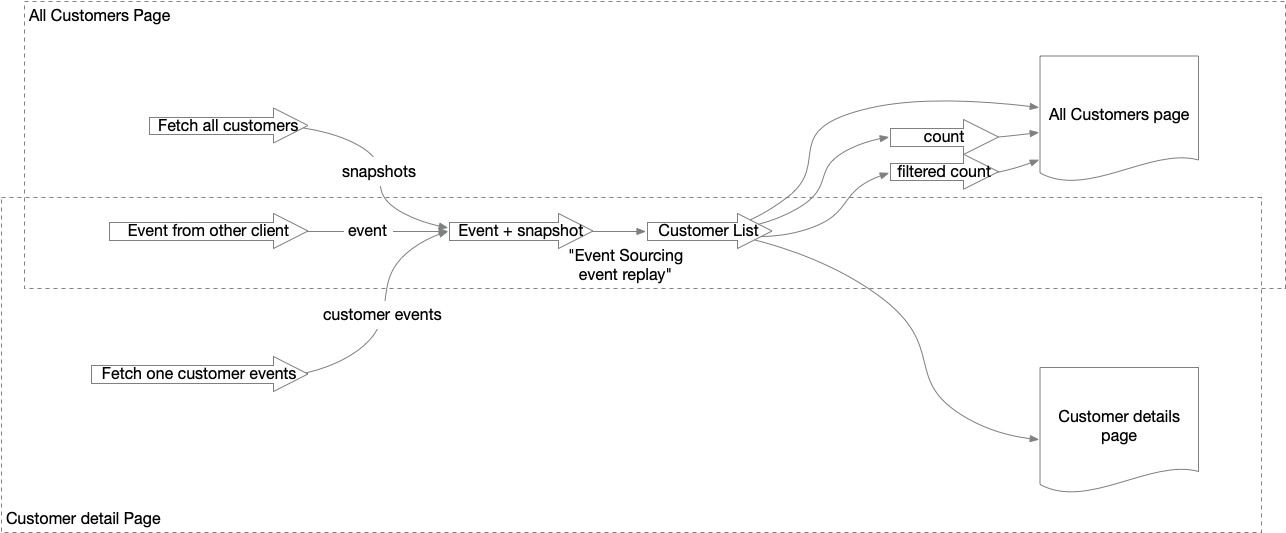 All Customers Page
All Customers page
Fetch all customers
count
snapshots
filtered count
Event from other client
event
Event + snapshot
Customer List
"Event Sourcing
event replay"
customer events
Fetch one customer events
Customer details
page
Customer detail Page